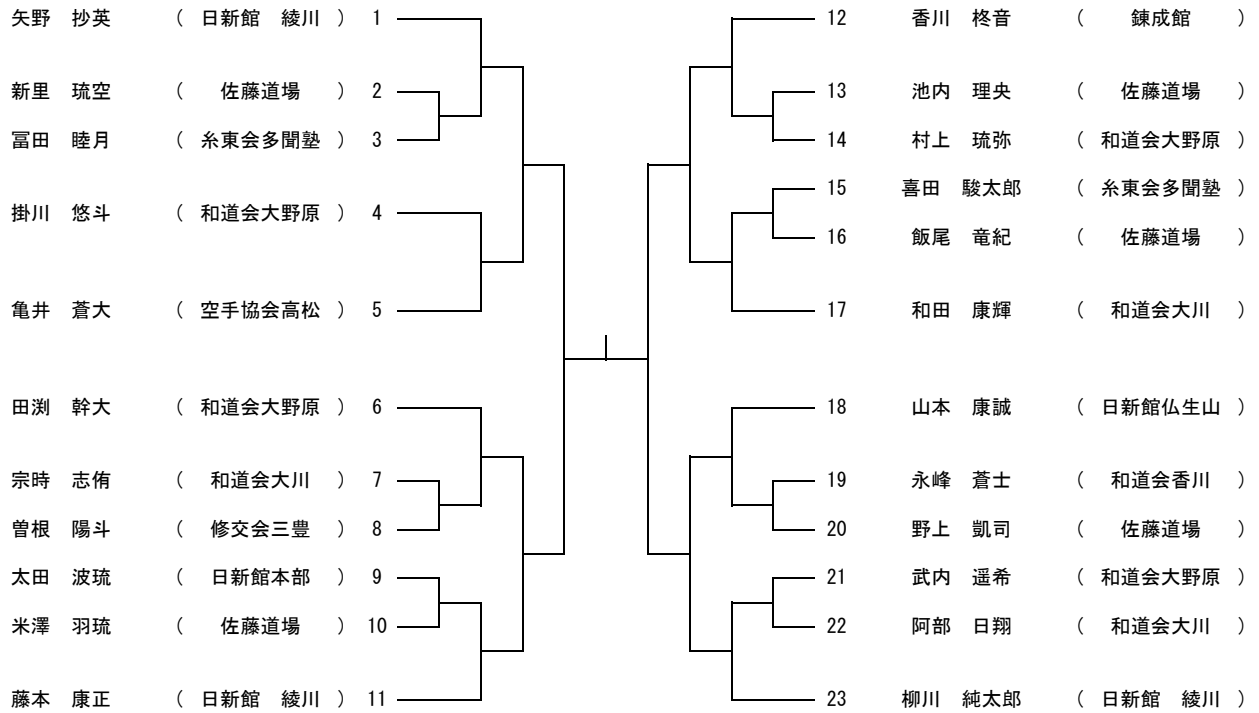 矢野　抄英　（　日新館　綾川　）　1
新里　琉空　（　佐藤道場　）　2
冨田　睦月　（　糸東会多聞塾　）　3
掛川　悠斗　（　和道会大野原　）　4
亀井　蒼大　（　空手協会高松　）　5
田渕　幹大　（　和道会大野原　）　6
宗時　志侑　（　和道会大川　）　7
曽根　陽斗　（　修交会三豊　）　8
太田　波琉　（　日新館本部　）　9
米澤　羽琉　（　佐藤道場　）　10
藤本　康正　（　日新館　綾川　）　11
12　香川　柊音　（　錬成館　）
13　池内　理央　（　佐藤道場　）
14　村上　琉弥　（　和道会大野原　）
15　喜田　駿太郎　（　糸東会多聞塾　）
16　飯尾　竜紀　（　佐藤道場　）
17　和田　康輝　（　和道会大川　）
18　山本　康誠　（　日新館仏生山　）
19　永峰　蒼士　（　和道会香川　）
20　野上　凱司　（　佐藤道場　）
21　武内　遥希　（　和道会大野原　）
22　阿部　日翔　（　和道会大川　）
23　柳川　純太郎　（　日新館　綾川　）